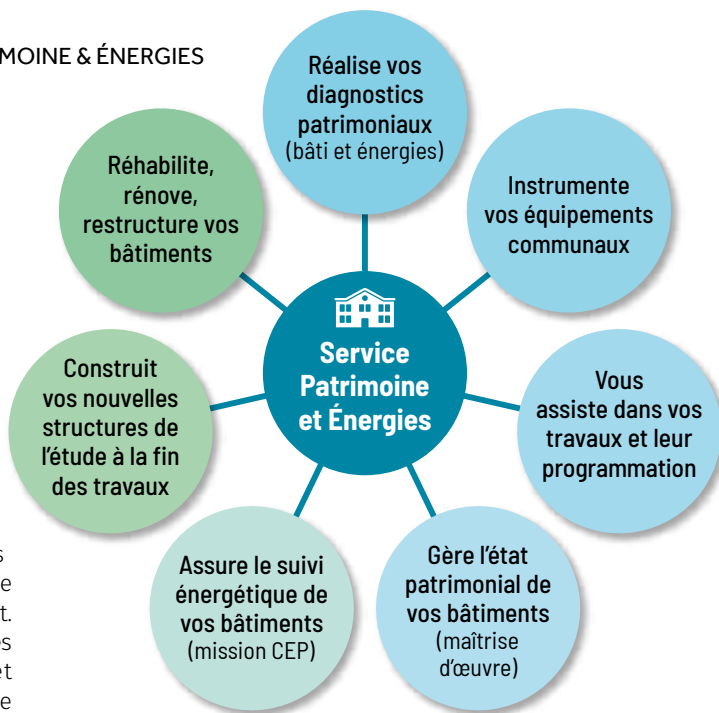 MOINE & ÉNERGIES
Réalise vos
diagnostics
patrimoniaux
(bâti et énergies)
Instrumente
vos équipements
communaux
Vous
assiste dans vos
travaux et leur
programmation
Gère l’état
patrimonial de
vos bâtiments
(maîtrise
d’œuvre)
Assure le suivi
énergétique de
vos bâtiments
(mission CEP)
Construit
vos nouvelles
structures de
l’étude à la fin
des travaux
Réhabilite,
rénove,
restructure vos
bâtiments
Service
Patrimoine
et Énergies
s
e
t.
es
et
e